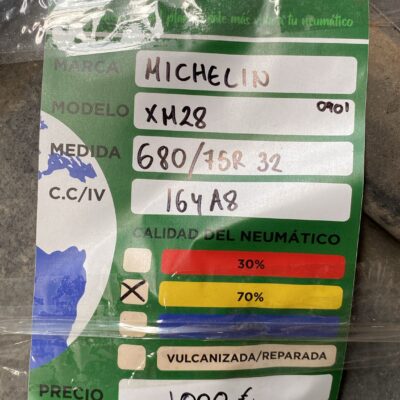 más tu neumático
MARCA MICHELIN
MODELO XM28 0901
MEDIDA 680/75R 32
C.C/IV 164A8
CALIDAD DEL NEUMÁTICO
30%
X 70%
VULCANIZADA/REPARADA
PRECIO 1000 €